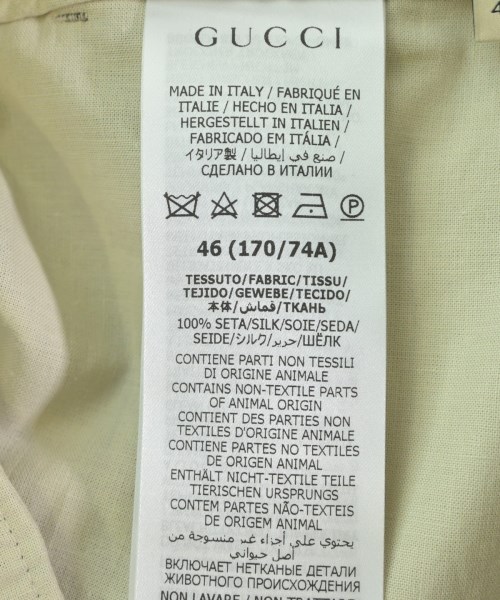 GUCCI
MADE IN ITALY / FABRIQUÉ EN
ITALIE / HECHO EN ITALIA /
HERGESTELLT IN ITALIEN /
FABRICADO EM ITÁLIA /
イタリア製 / صنع في إيطاليا /
СДЕЛАНО В ИТАЛИИ
46 (170/74A)
TESSUTO/FABRIC/TISSU/
TEJIDO/GEWEBE/TECIDO/
本体/قماش/ТКАНЬ
100% SETA/SILK/SOIE/SEDA/
SEIDE/シルク/حرير/ШЁЛК
CONTIENE PARTI NON TESSILI
DI ORIGINE ANIMALE
CONTAINS NON-TEXTILE PARTS
OF ANIMAL ORIGIN
CONTIENT DES PARTIES NON
TEXTILES D'ORIGINE ANIMALE
CONTIENE PARTES NO TEXTILES
DE ORIGEN ANIMAL
ENTHÄLT NICHT-TEXTILE TEILE
TIERISCHEN URSPRUNGS
CONTEM PARTES NÃO-TEXTEIS
DE ORIGEM ANIMAL
يحتوي علي أجزاء غير منسوجة من
أصل حيواني
ВКЛЮЧАЕТ НЕТКАНЫЕ ДЕТАЛИ
ЖИВОТНОГО ПРОИСХОЖДЕНИЯ
NON LAVARE / NON TRATTARE